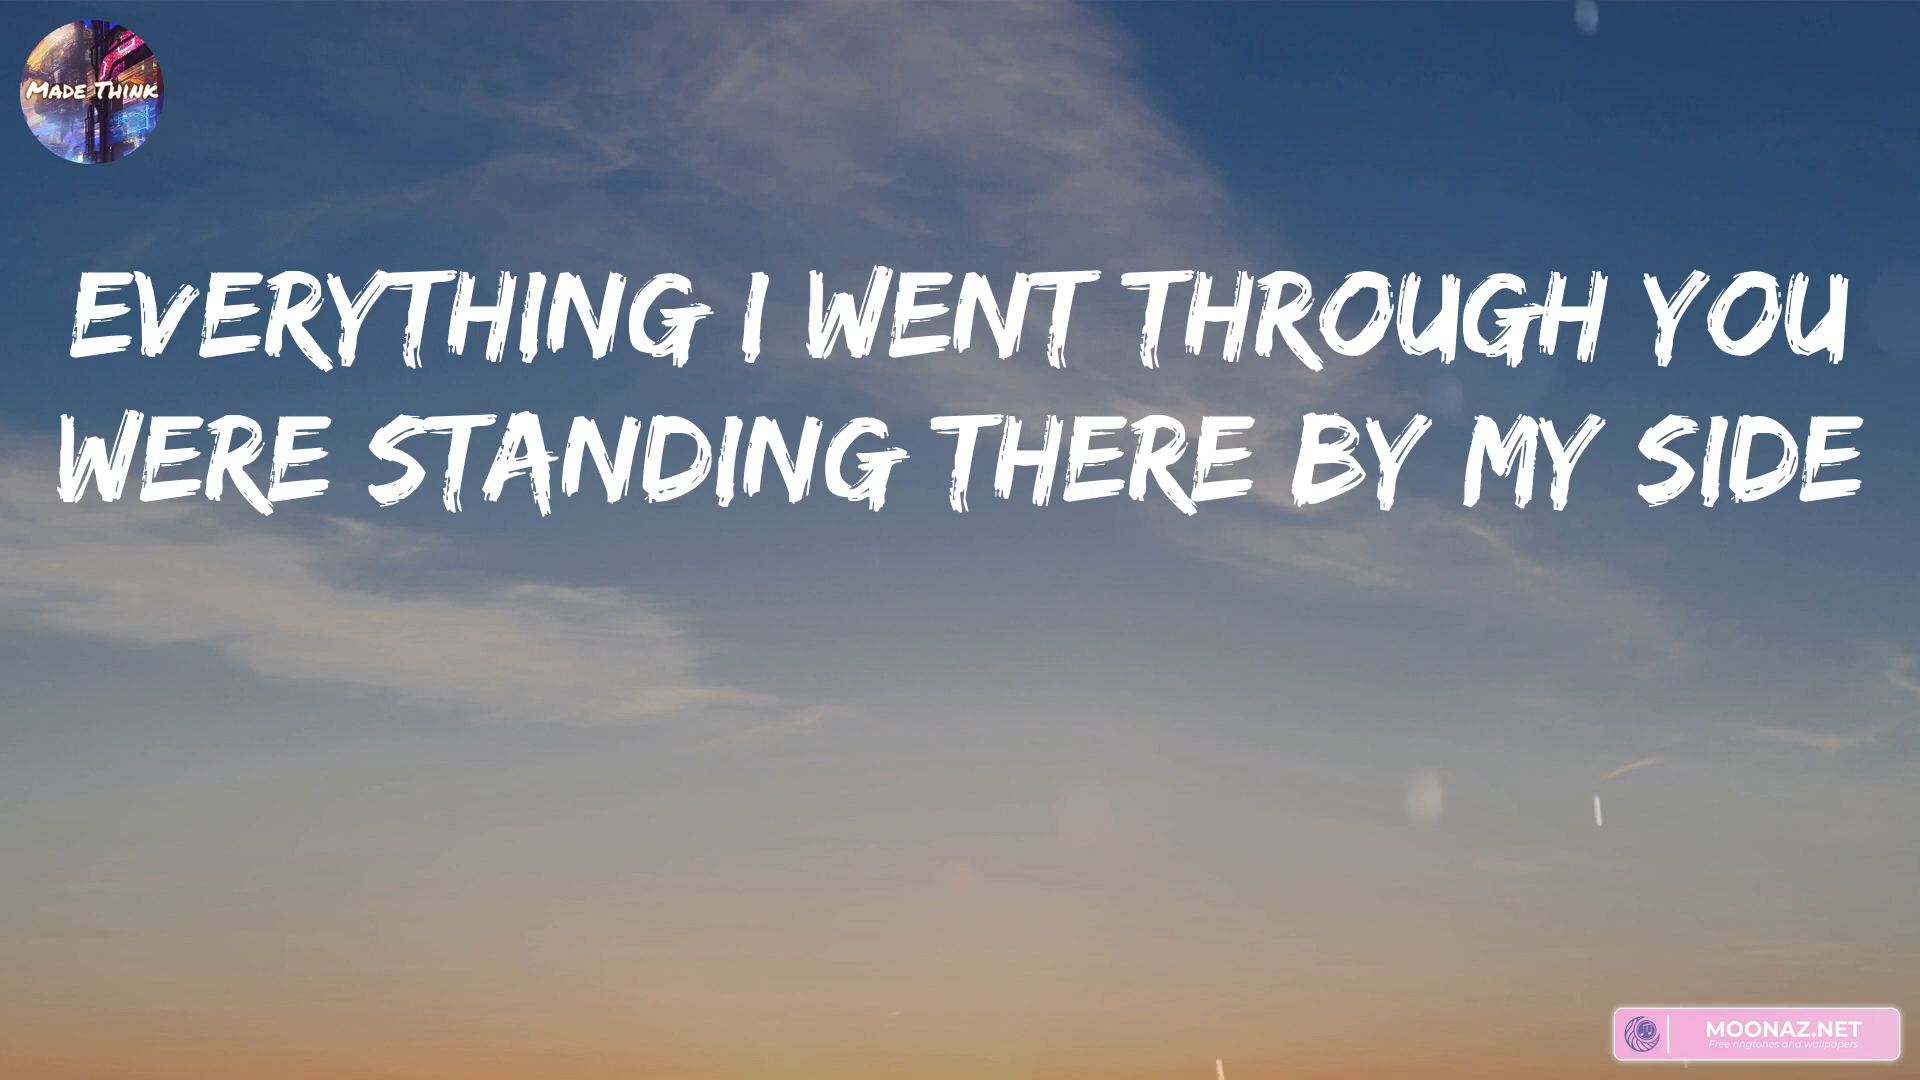 MADE THINK
EVERYTHING I WENT THROUGH YOU
WERE STANDING THERE BY MY SIDE
MOONAZ.NET
Free ringtones and wallpapers